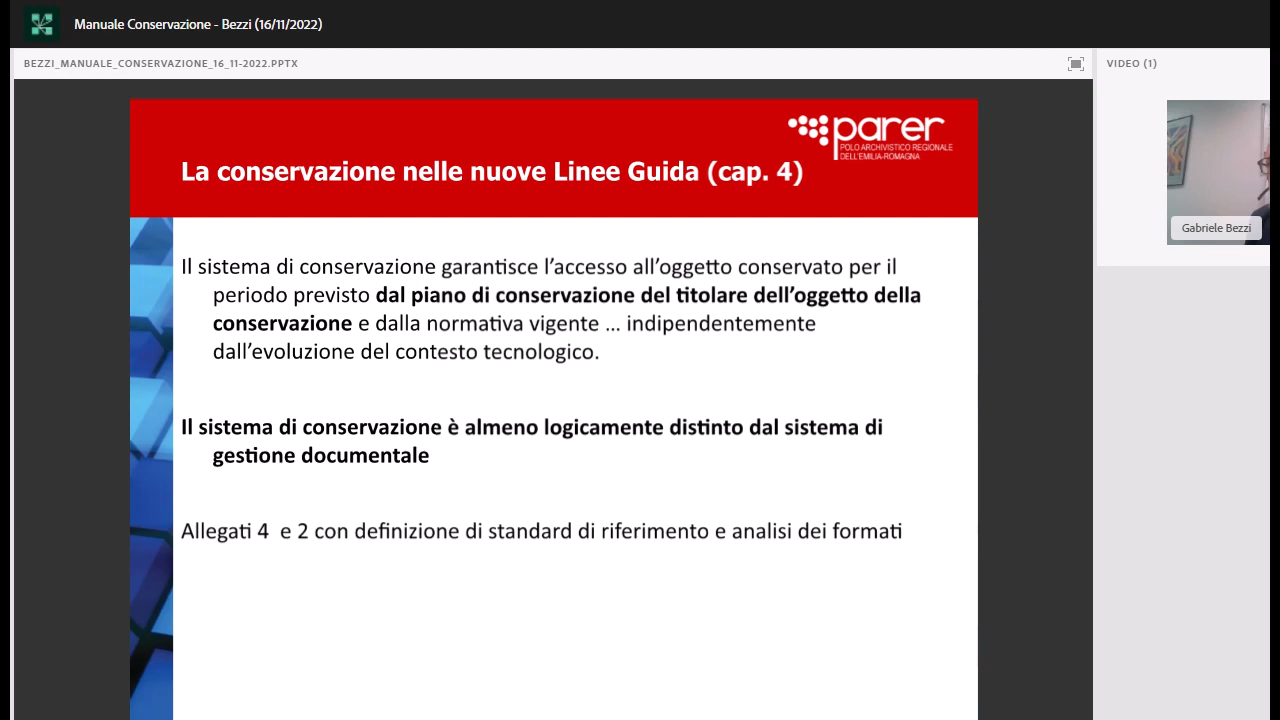 Manuale Conservazione - Bezzi (16/11/2022)
BEZZI_MANUALE_CONSERVAZIONE_16_11-2022.PPTX
VIDEO (1)
parer
POLO ARCHIVISTICO REGIONALE
DELL'EMILIA-ROMAGNA
La conservazione nelle nuove Linee Guida (cap. 4)
Gabriele Bezzi
Il sistema di conservazione garantisce l'accesso all'oggetto conservato per il
periodo previsto dal piano di conservazione del titolare dell'oggetto della
conservazione e dalla normativa vigente ... indipendentemente
dall'evoluzione del contesto tecnologico.
Il sistema di conservazione è almeno logicamente distinto dal sistema di
gestione documentale
Allegati 4  e 2 con definizione di standard di riferimento e analisi dei formati